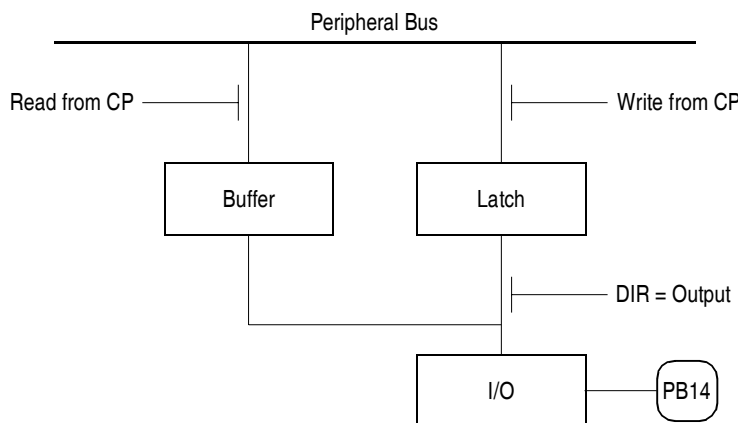 Peripheral Bus
Read from CP
Write from CP
Buffer
Latch
DIR = Output
I/O
PB14